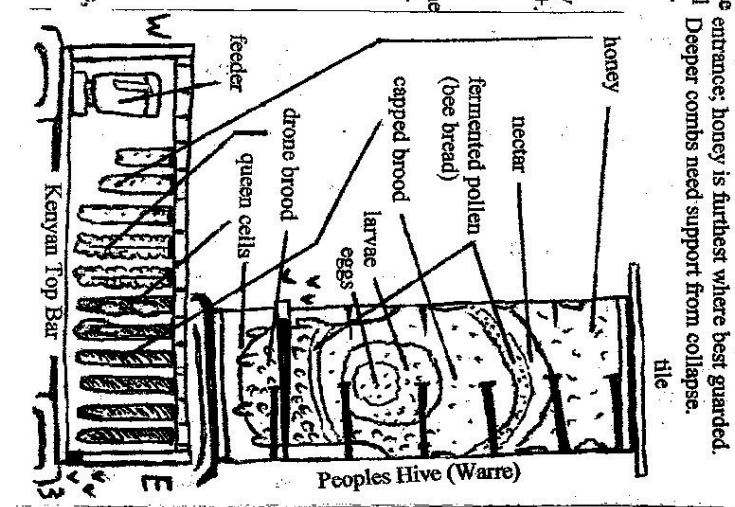 entrance; honey is furthest where best guarded.
Deeper combs need support from collapse.
tile
honey
nectar
fermented pollen
(bee bread)
capped brood
larvae
eggs
drone brood
queen cells
feeder
Peoples Hive (Warre)
Kenyan Top Bar
W
E